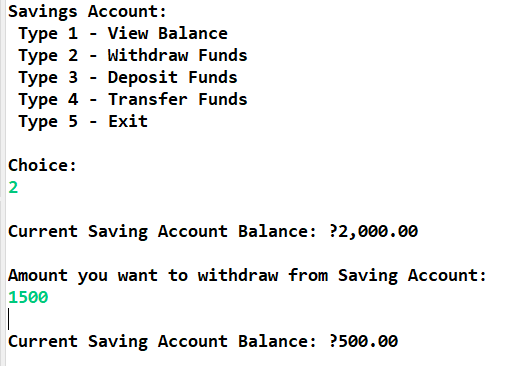 Savings Account:
Type 1 - View Balance
Type 2 - Withdraw Funds
Type 3 - Deposit Funds
Type 4 - Transfer Funds
Type 5 - Exit
Choice:
2
Current Saving Account Balance: ?2,000.00
Amount you want to withdraw from Saving Account:
1500
Current Saving Account Balance: ?500.00